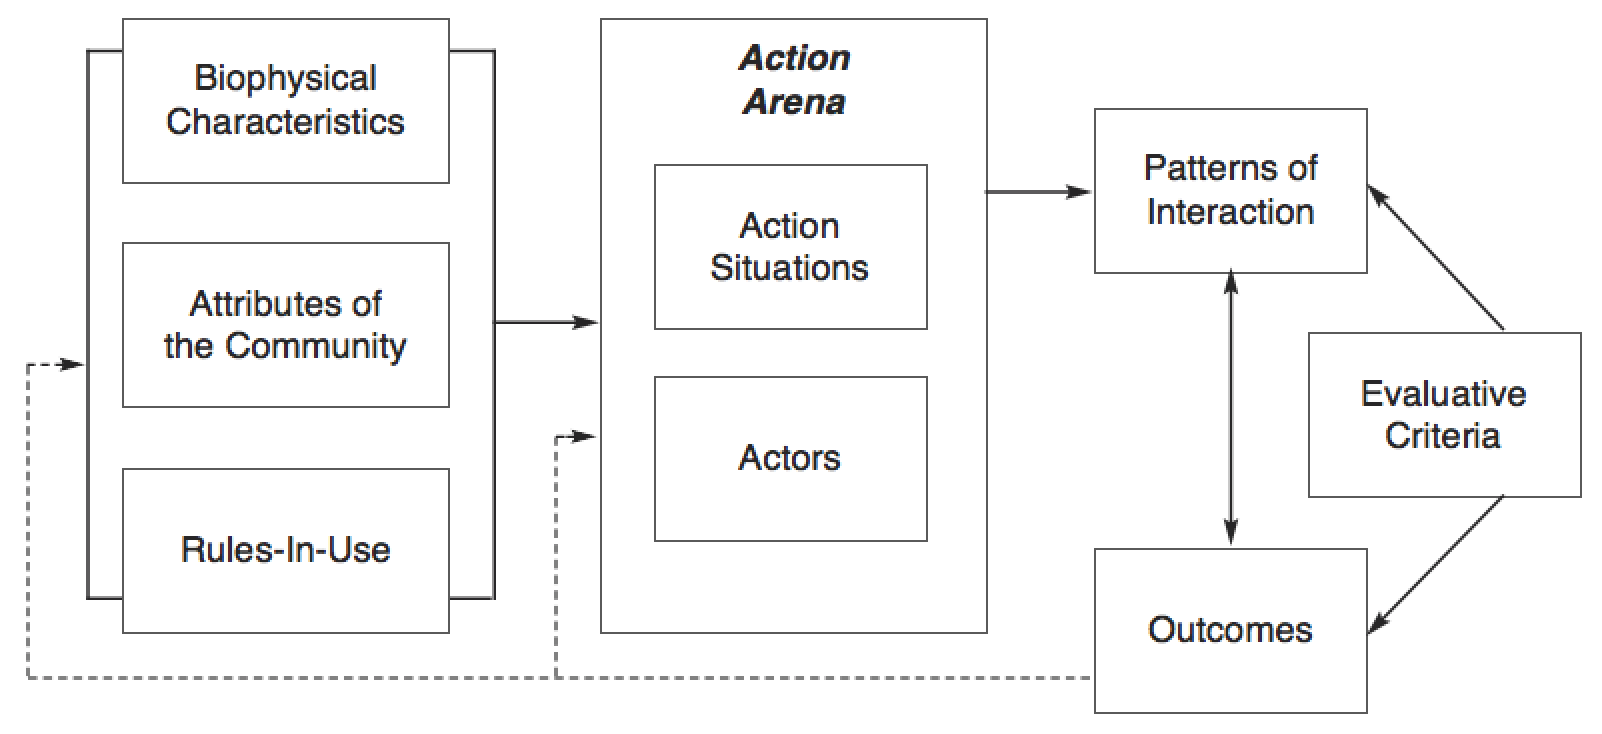 Biophysical
Characteristics
Attributes of
the Community
Rules-In-Use
Action
Arena
Action
Situations
Actors
Patterns of
Interaction
Evaluative
Criteria
Outcomes